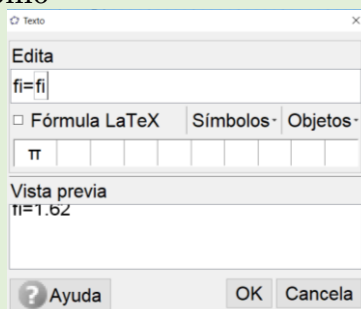 Texto
Edita
fi=fi
Fórmula LaTeX Símbolos Objetos
π
Vista previa
fi=1.62
Ayuda OK Cancela